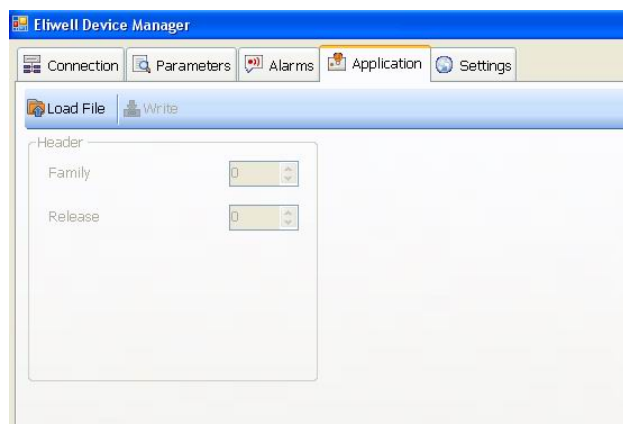 Eliwell Device Manager
Connection Parameters Alarms Application Settings
Load File Write
Header
Family 0
Release 0